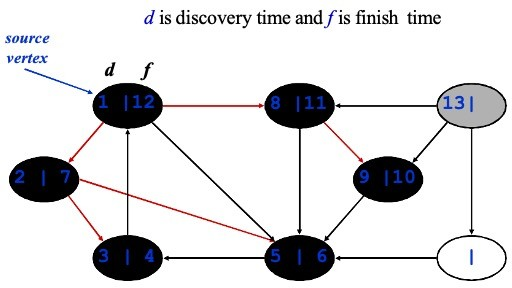 d is discovery time and f is finish time
source
vertex
d f
1 |12
8 |11
13|
2 | 7
9 |10
3 | 4
5 | 6
|